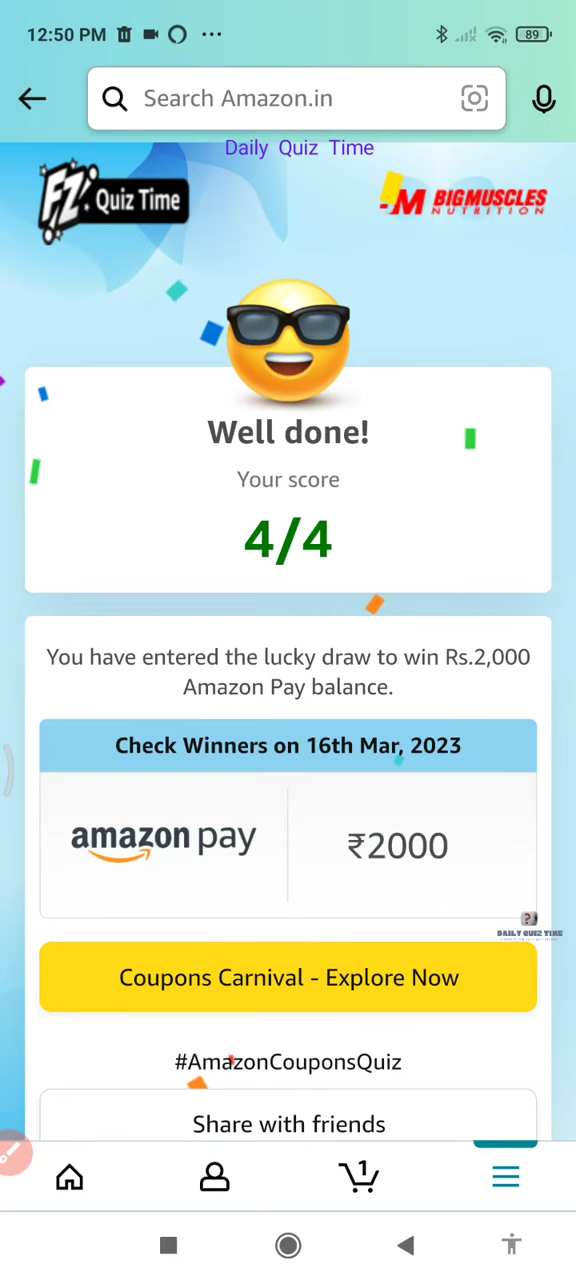 12:50 PM
89
Search Amazon.in
Daily Quiz Time
FZ. Quiz Time
M BIGMUSCLES
NUTRITION
Well done!
Your score
4/4
You have entered the lucky draw to win Rs.2,000
Amazon Pay balance.
Check Winners on 16th Mar, 2023
amazon pay
₹2000
?
DAILY QUIZ TIME
Coupons Carnival - Explore Now
#AmazonCouponsQuiz
Share with friends
1